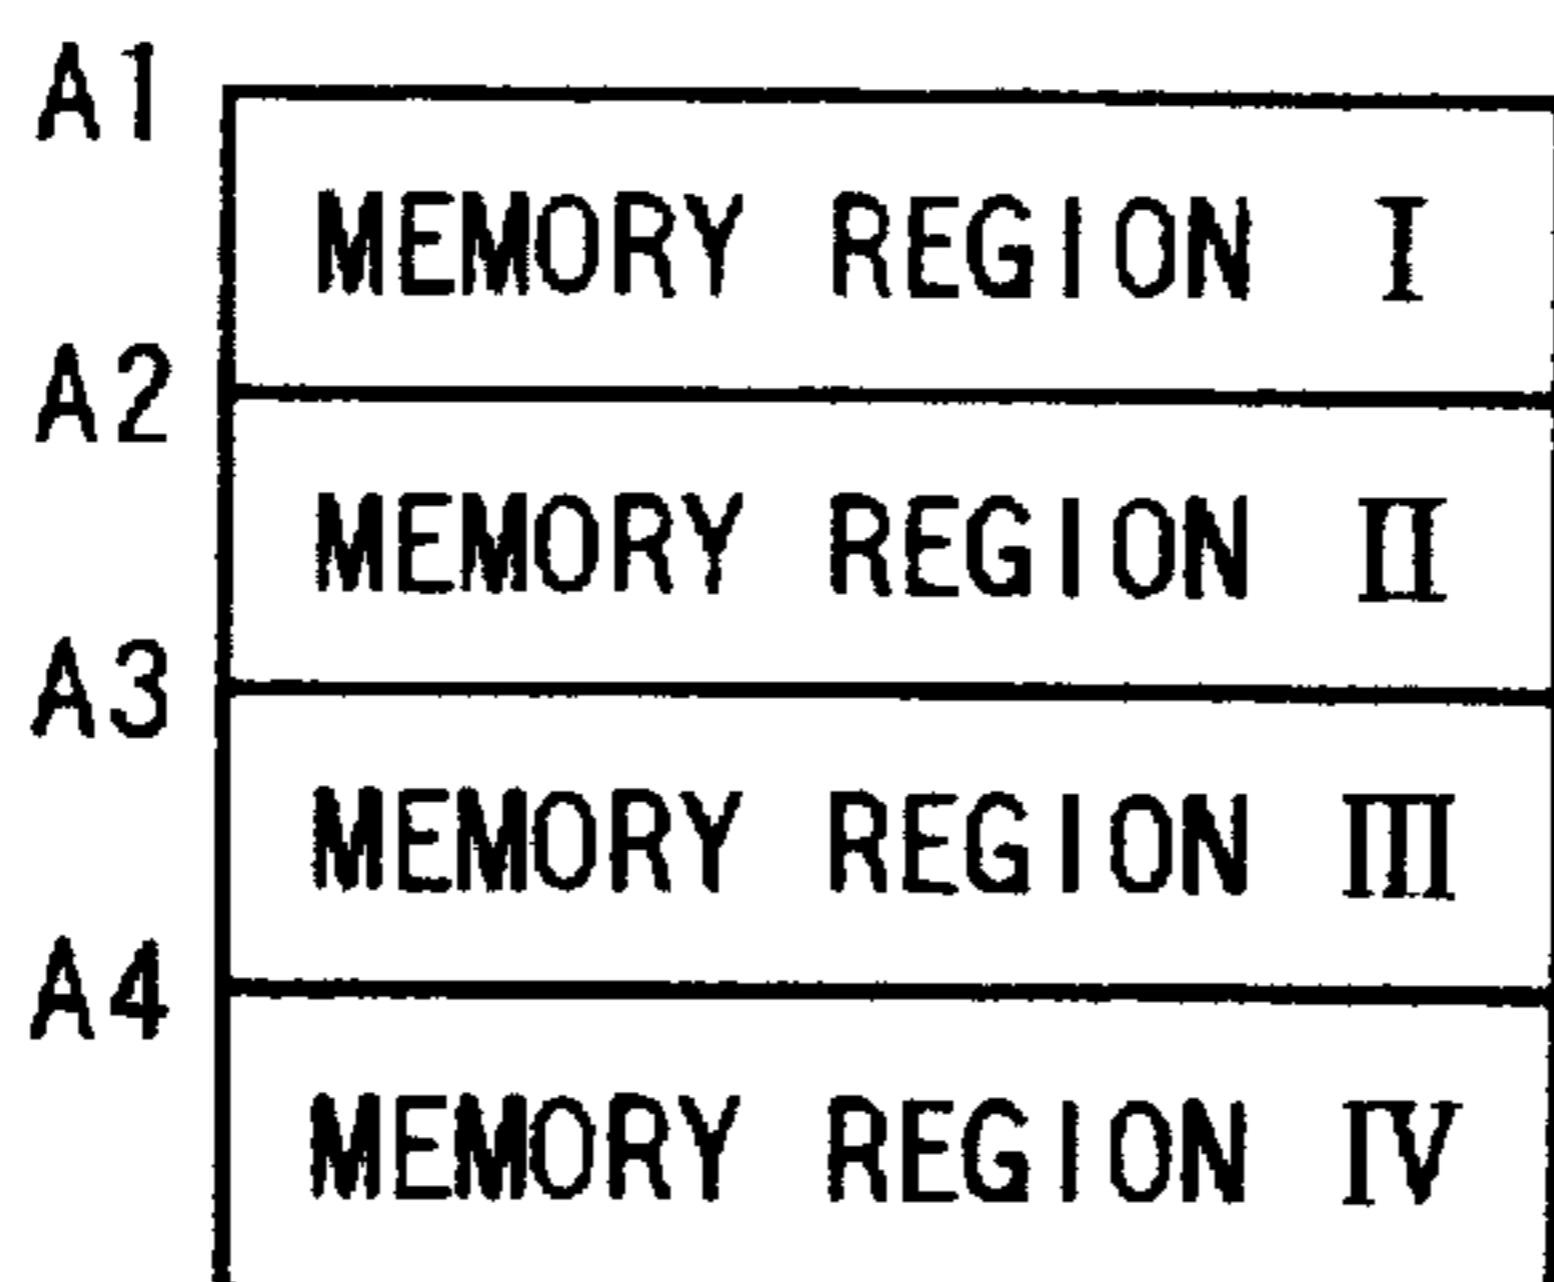 A1
MEMORY REGION I
A2
MEMORY REGION II
A3
MEMORY REGION III
A4
MEMORY REGION IV